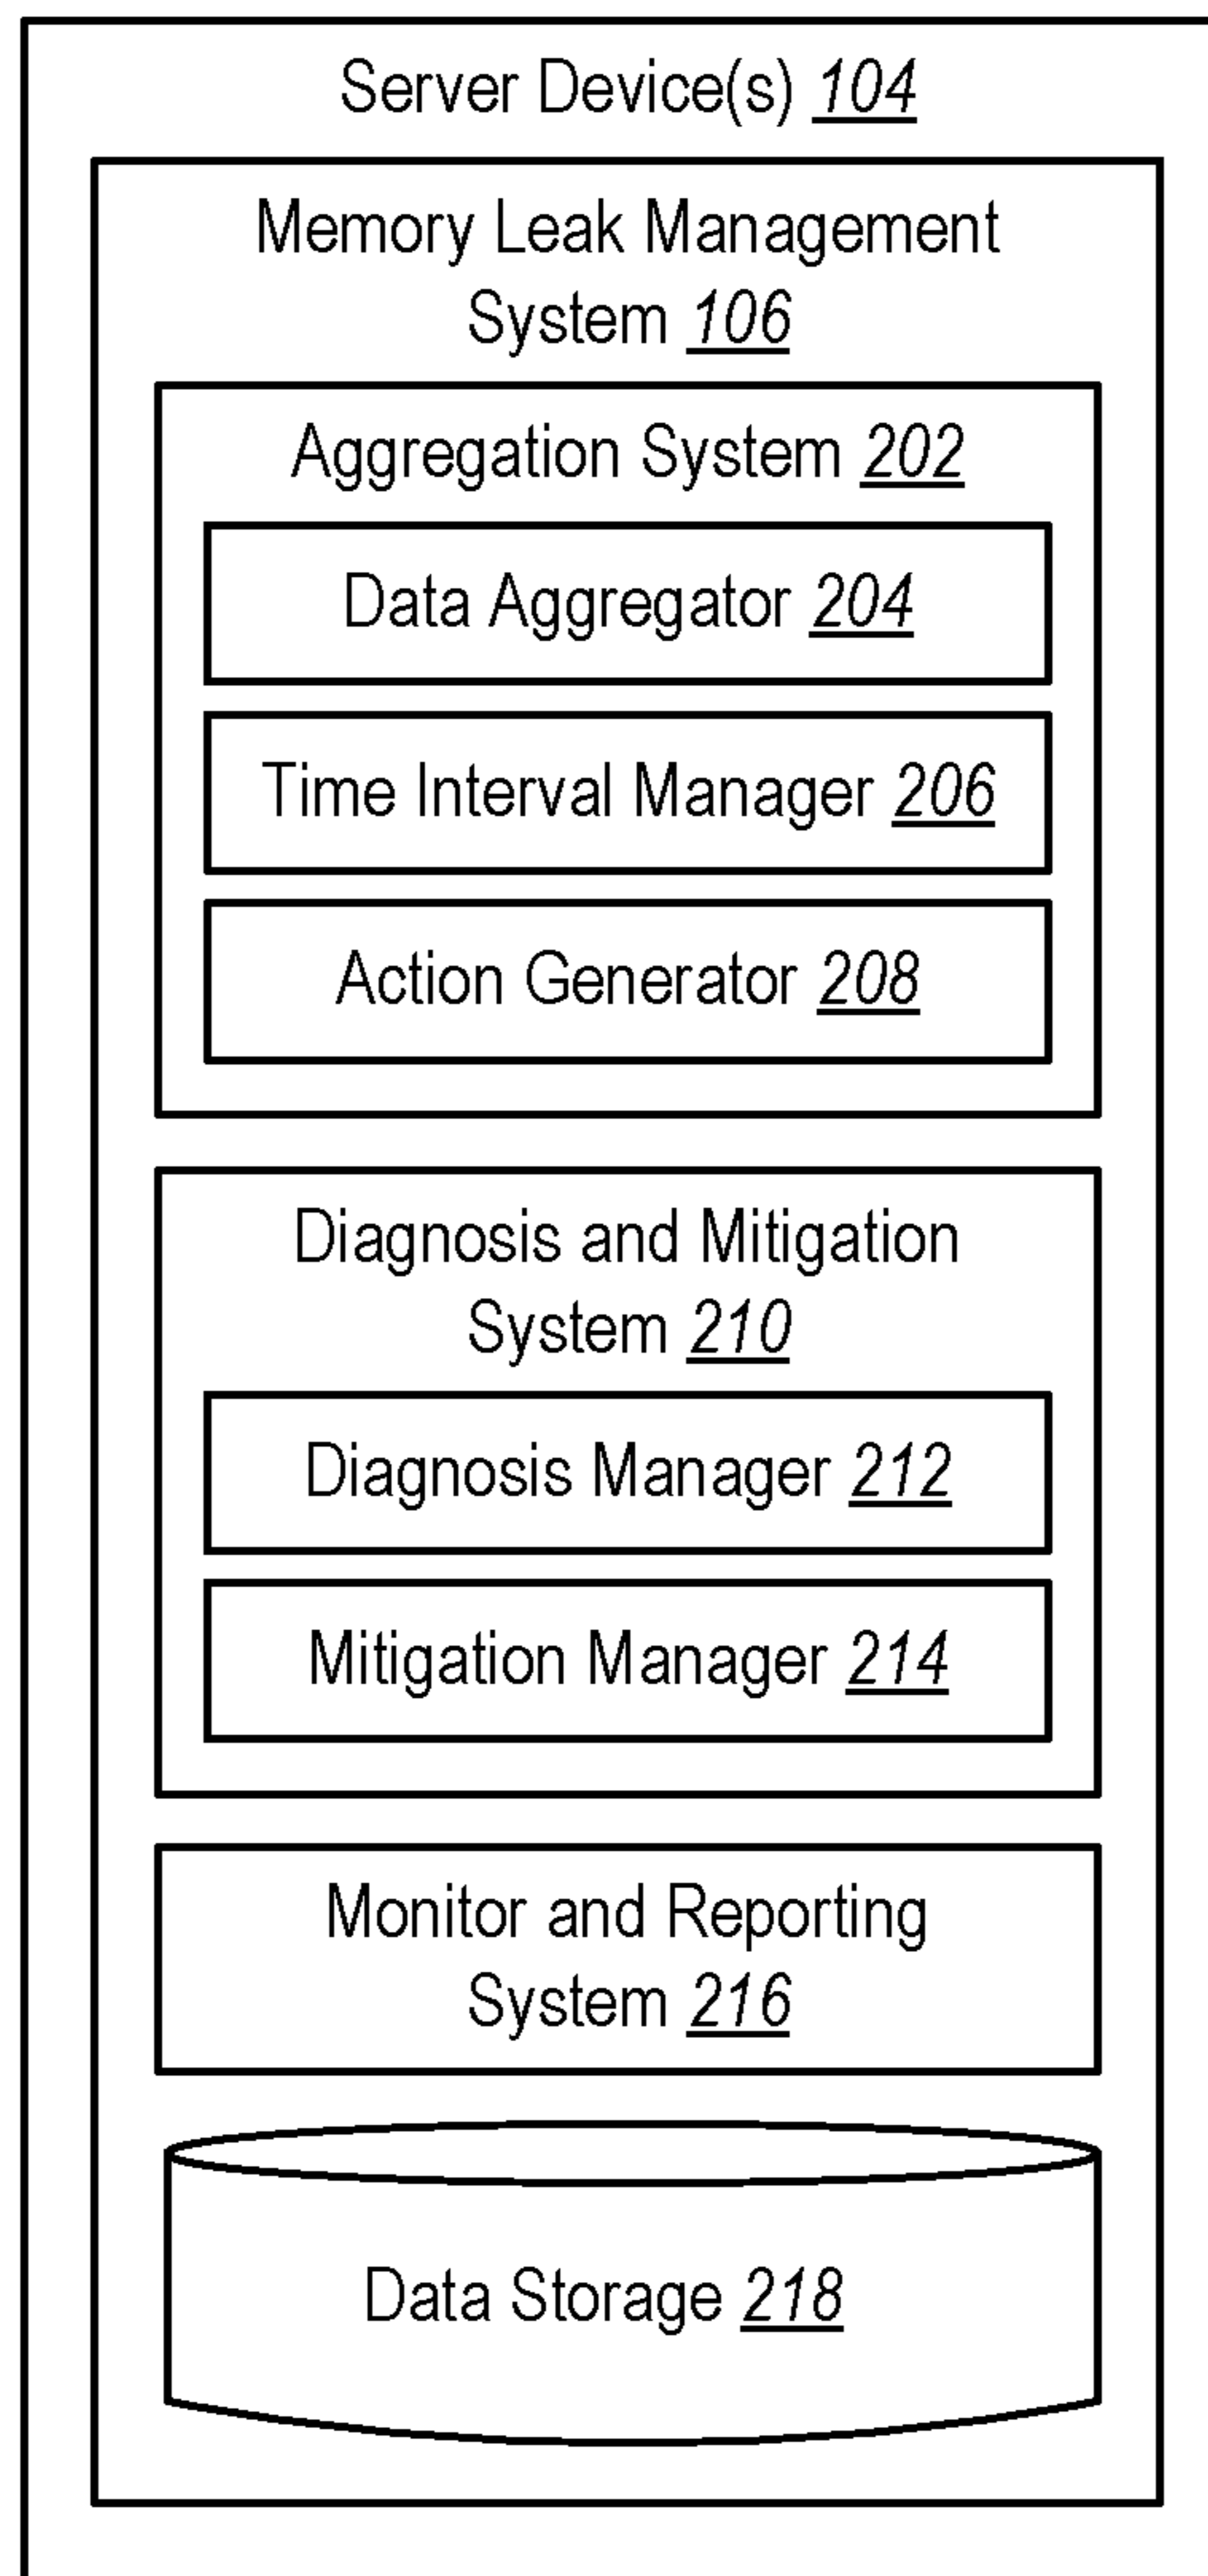 Server Device(s) 104
Memory Leak Management
System 106
Aggregation System 202
Data Aggregator 204
Time Interval Manager 206
Action Generator 208
Diagnosis and Mitigation
System 210
Diagnosis Manager 212
Mitigation Manager 214
Monitor and Reporting
System 216
Data Storage 218